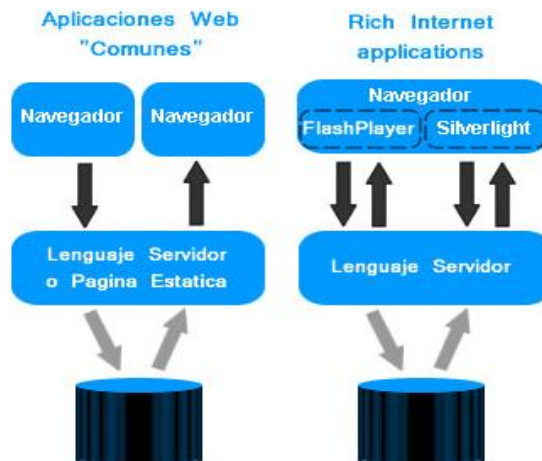 Aplicaciones Web
"Comunes"
Navegador
Navegador
Lenguaje Servidor
o Pagina Estatica
Rich Internet
applications
Navegador
FlashPlayer
Silverlight
Lenguaje Servidor